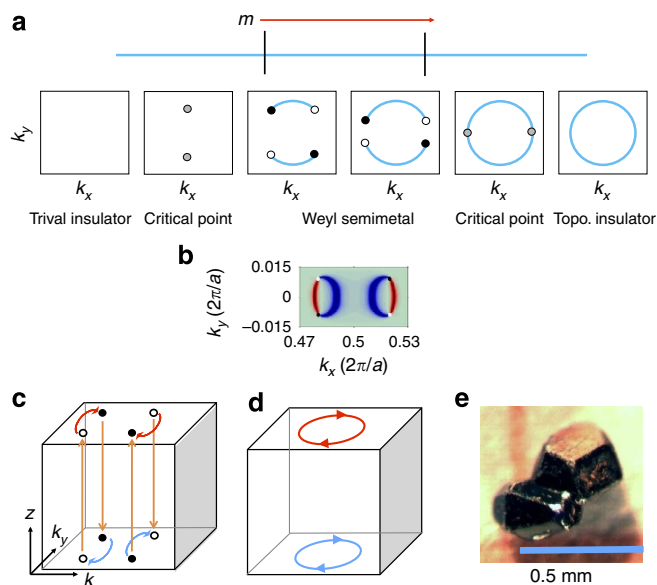 a
m
k_y
k_x k_x k_x k_x k_x k_x
Trival insulator Critical point Weyl semimetal Critical point Topo. insulator
b
k_y (2π/a)
0.015
0
−0.015
0.47 0.5 0.53
k_x (2π/a)
c d e
z
k_y
k
0.5 mm